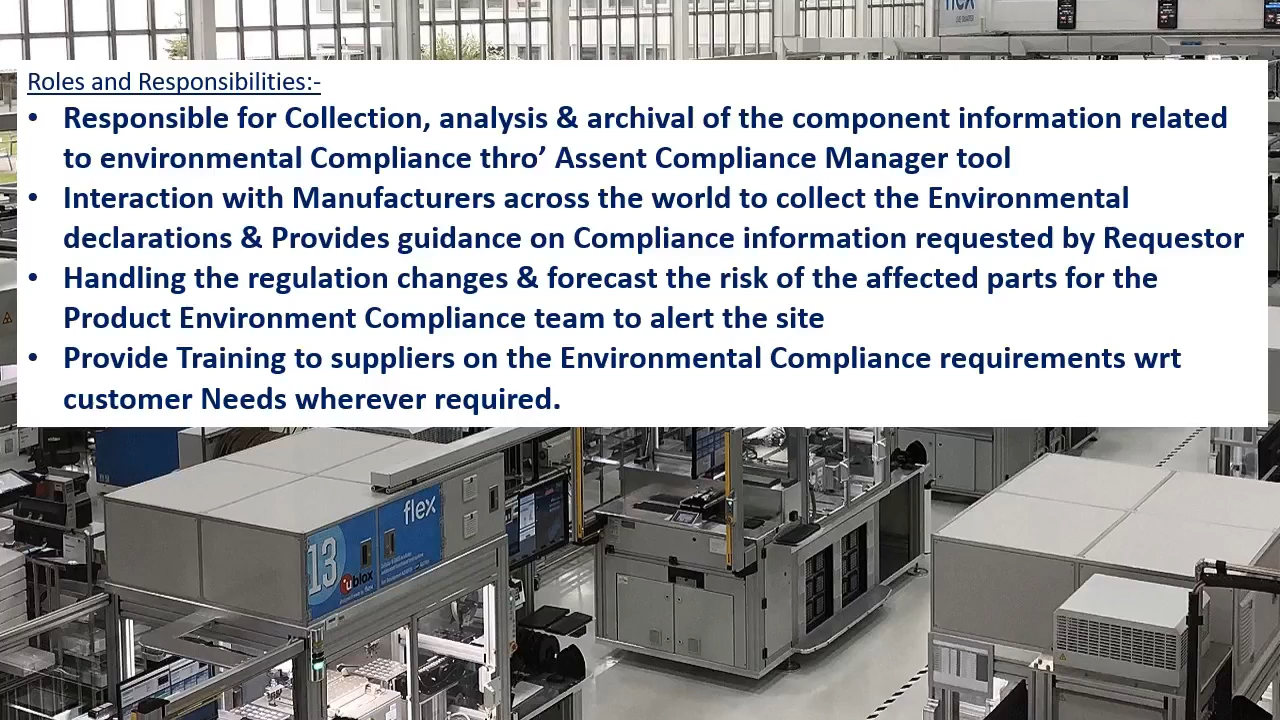 flex
Roles and Responsibilities:-
• Responsible for Collection, analysis & archival of the component information related
to environmental Compliance thro’ Assent Compliance Manager tool
• Interaction with Manufacturers across the world to collect the Environmental
declarations & Provides guidance on Compliance information requested by Requestor
• Handling the regulation changes & forecast the risk of the affected parts for the
Product Environment Compliance team to alert the site
• Provide Training to suppliers on the Environmental Compliance requirements wrt
customer Needs wherever required.
flex
13
ublox